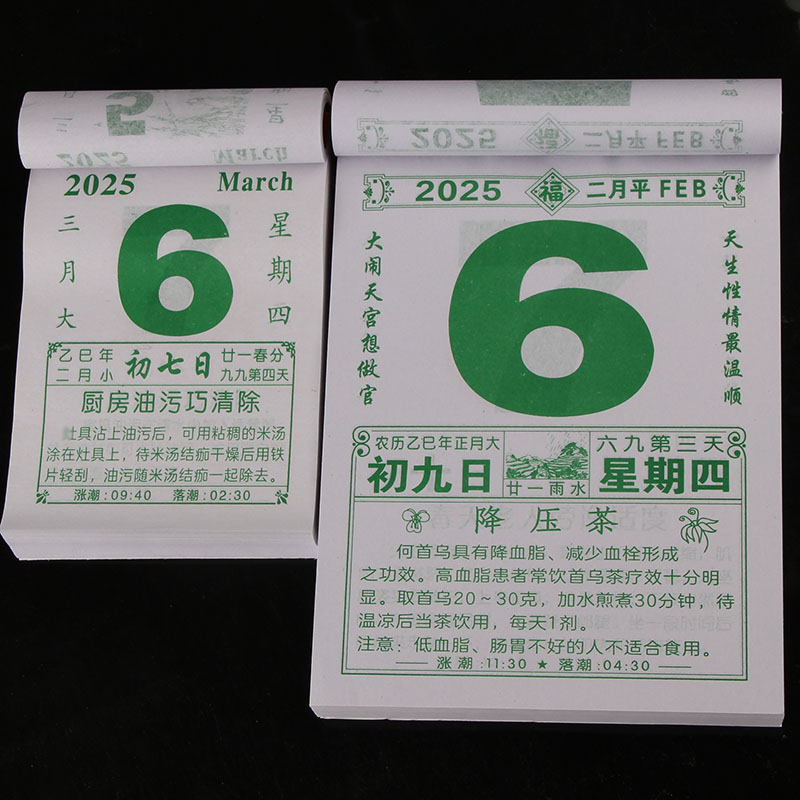 2025 March
三月大
6
星期四
乙巳年
二月小
初七日
廿一春分
九九第四天
厨房油污巧清除
灶具沾上油污后，可用粘稠的米汤
涂在灶具上，待米汤结痂干燥后用铁
片轻刮，油污随米汤结痂一起除去。
涨潮:09:40 落潮:02:30
2025 福 二月平 FEB
2025 福 二月平 FEB
大闹天宫想做官
6
天生性情最温顺
农历乙巳年正月大
初九日
廿一雨水
六九第三天
星期四
降压茶
何首乌具有降血脂、减少血栓形成
之功效。高血脂患者常饮首乌茶疗效十分明
显。取首乌20～30克，加水煎煮30分钟，待
温凉后当茶饮用，每天1剂。
注意：低血脂、肠胃不好的人不适合食用。
涨潮:11:30 ★ 落潮:04:30